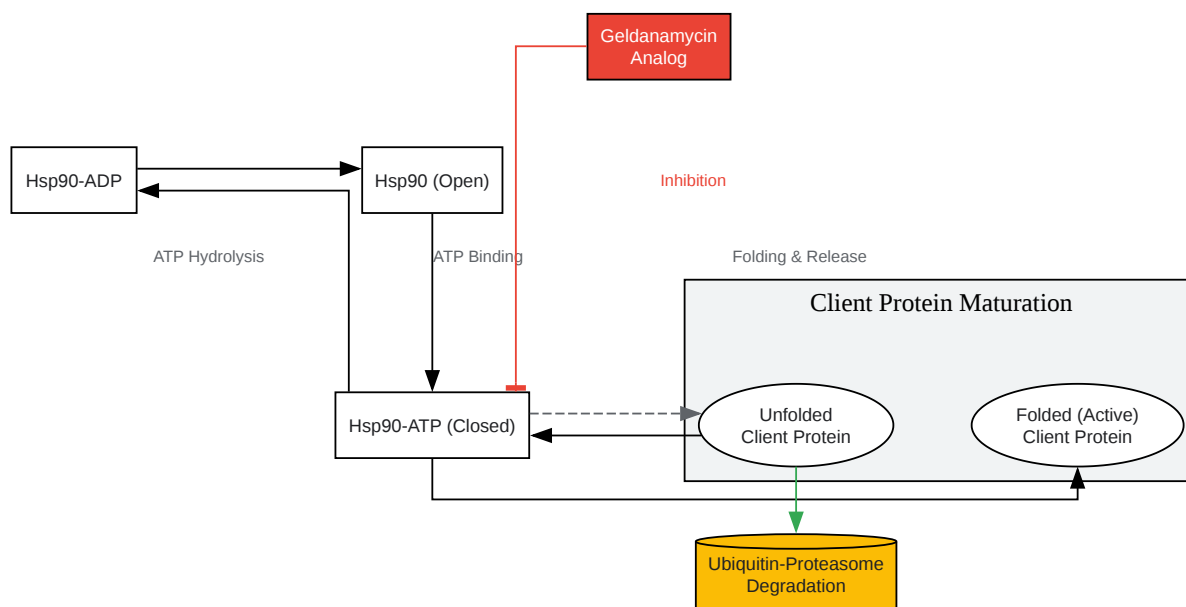 Geldanamycin
Analog
Hsp90-ADP
Hsp90 (Open)
Inhibition
ATP Hydrolysis
ATP Binding
Folding & Release
Client Protein Maturation
Hsp90-ATP (Closed)
Unfolded
Client Protein
Folded (Active)
Client Protein
Ubiquitin-Proteasome
Degradation